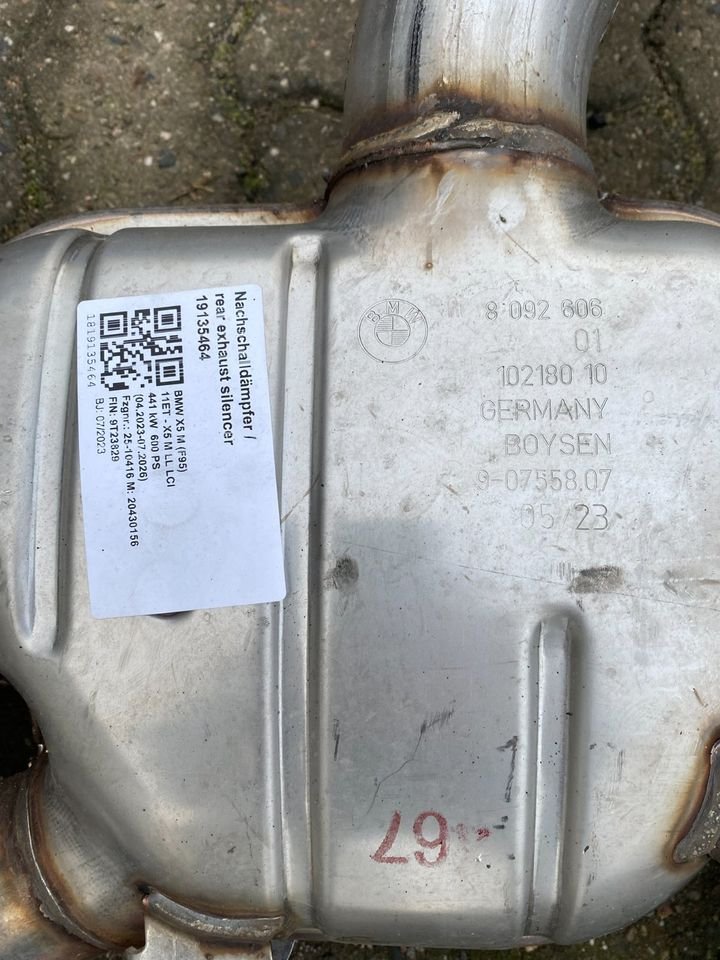 Nachschalldämpfer /
rear exhaust silencer
19135464
BMW X5 M (F95)
11ET - X5 M LL LCI
441 kW 600 PS
(04.2023-07.2026)
Fzgnr.: 25-10416 M: 20430156
FIN: 9T23829
BJ: 07/2023
1819135464
BMW
8 092 606
01
102180 10
GERMANY
BOYSEN
9-07558.07
05 23
67